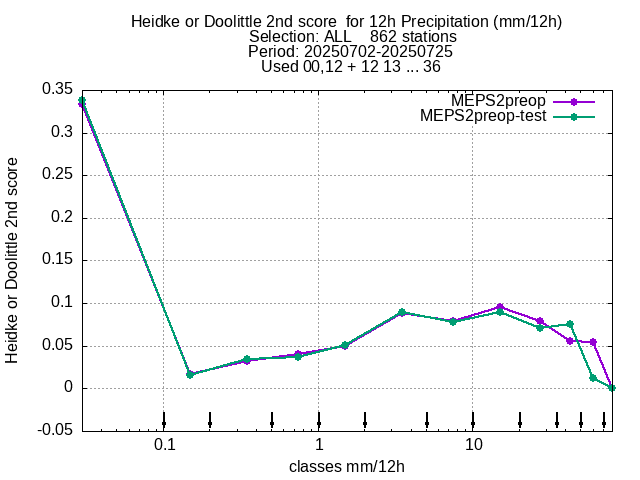 Heidke or Doolittle 2nd score  for 12h Precipitation (mm/12h)
Selection: ALL    862 stations
Period: 20250702-20250725
Used 00,12 + 12 13 ... 36
MEPS2preop
MEPS2preop-test
Heidke or Doolittle 2nd score
0.35
0.3
0.25
0.2
0.15
0.1
0.05
0
-0.05
0.1
1
10
classes mm/12h